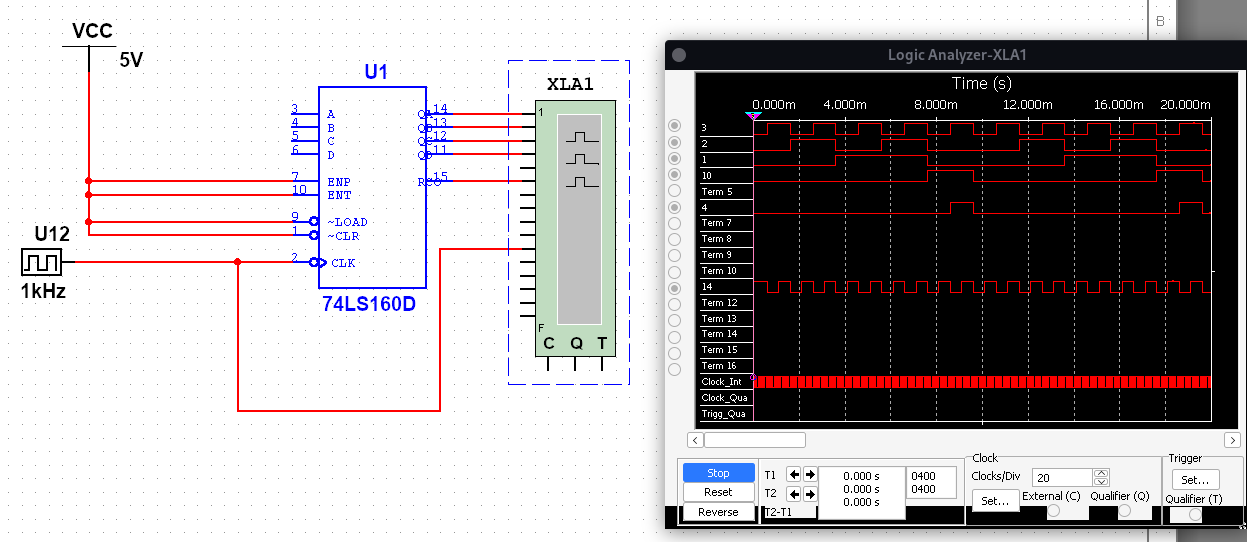 VCC
5V
U1
XLA1
3 A QA 14
4 B QB 13
5 C QC 12
6 D QD 11
7 ENP RCO 15
10 ENT
9 ~LOAD
1 ~CLR
2 CLK
U12
1kHz
74LS160D
1
F
C Q T
B
Logic Analyzer-XLA1
Time (s)
0.000m 4.000m 8.000m 12.000m 16.000m 20.000m
3
2
1
10
Term 5
4
Term 7
Term 8
Term 9
Term 10
14
Term 12
Term 13
Term 14
Term 15
Term 16
Clock_Int
Clock_Qua
Trigg_Qua
Stop
Reset
Reverse
T1
T2
T2-T1
0.000 s 0400
0.000 s 0400
0.000 s
Clock
Clocks/Div 20
Set...
External (C)
Qualifier (Q)
Trigger
Set...
Qualifier (T)